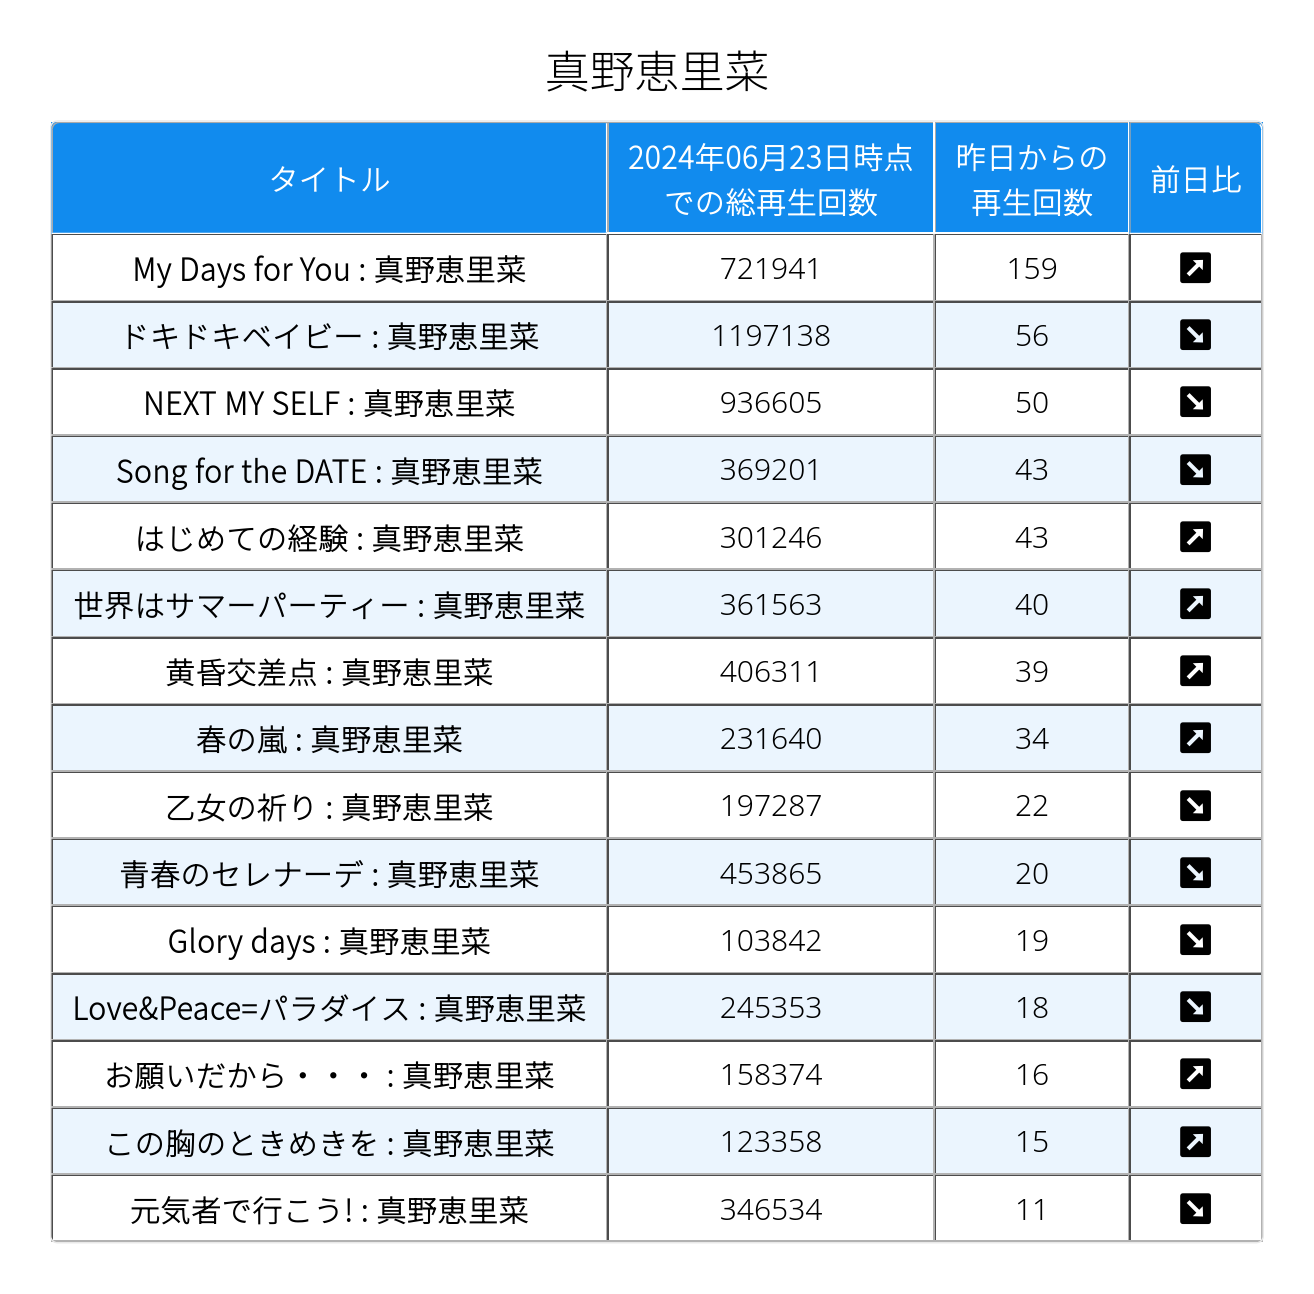 真野恵里菜
タイトル
2024年06月23日時点
での総再生回数
昨日からの
再生回数
前日比
My Days for You : 真野恵里菜 721941 159 ↗
ドキドキベイビー : 真野恵里菜 1197138 56 ↘
NEXT MY SELF : 真野恵里菜 936605 50 ↘
Song for the DATE : 真野恵里菜 369201 43 ↘
はじめての経験 : 真野恵里菜 301246 43 ↗
世界はサマーパーティー : 真野恵里菜 361563 40 ↗
黄昏交差点 : 真野恵里菜 406311 39 ↗
春の嵐 : 真野恵里菜 231640 34 ↗
乙女の祈り : 真野恵里菜 197287 22 ↘
青春のセレナーデ : 真野恵里菜 453865 20 ↘
Glory days : 真野恵里菜 103842 19 ↘
Love&Peace=パラダイス : 真野恵里菜 245353 18 ↘
お願いだから・・・ : 真野恵里菜 158374 16 ↗
この胸のときめきを : 真野恵里菜 123358 15 ↗
元気者で行こう! : 真野恵里菜 346534 11 ↘